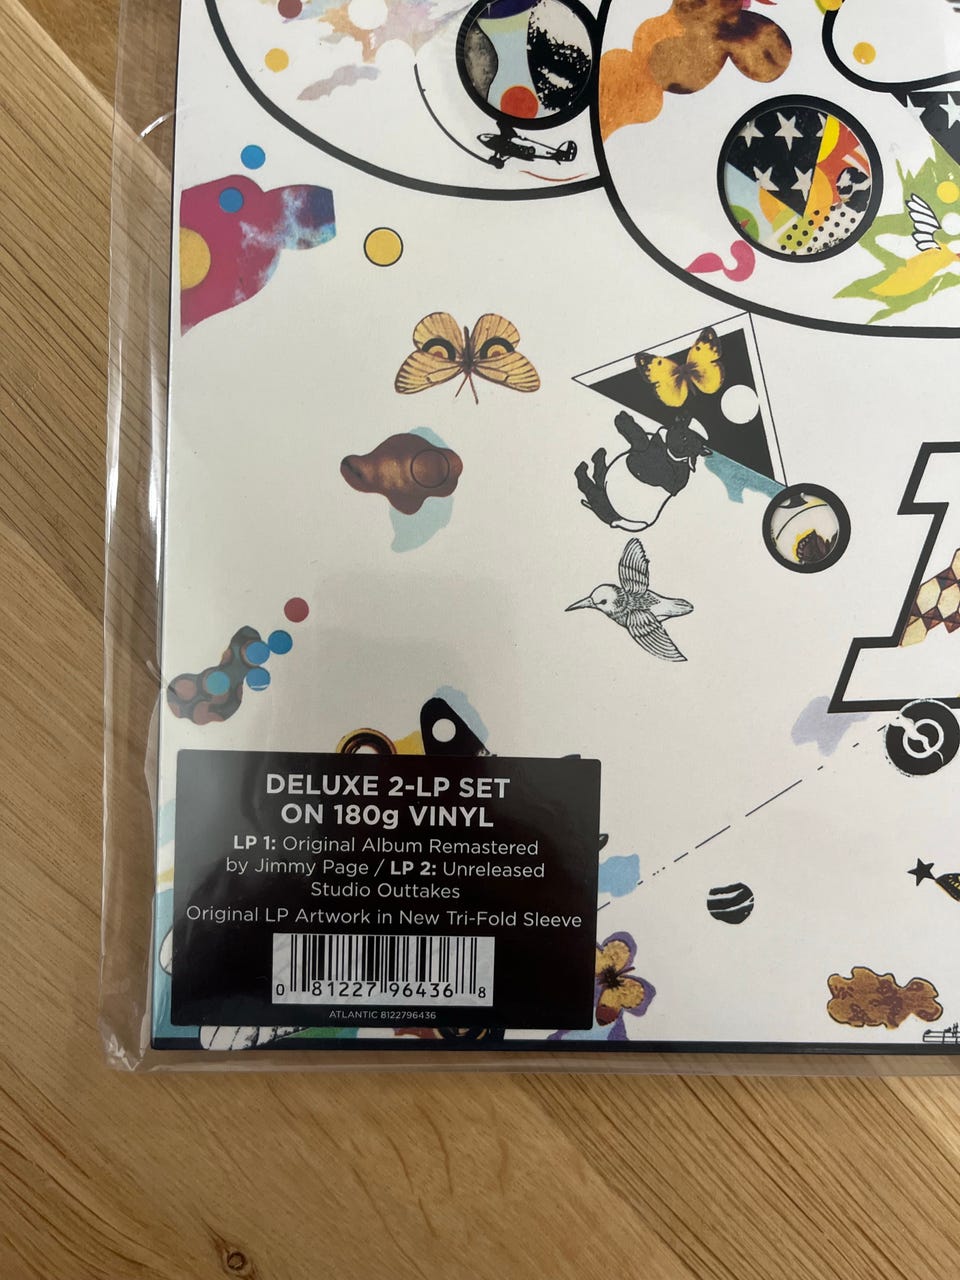 DELUXE 2-LP SET
ON 180g VINYL
LP 1: Original Album Remastered
by Jimmy Page / LP 2: Unreleased
Studio Outtakes
Original LP Artwork in New Tri-Fold Sleeve
0 81227 96436 8
ATLANTIC 8122796436